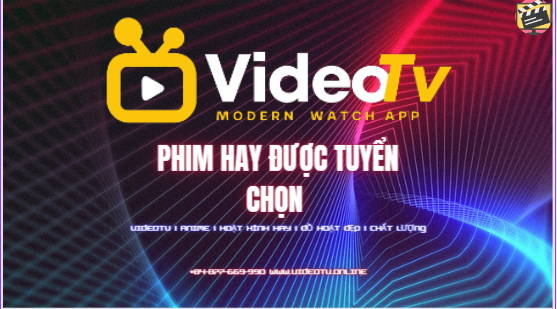 VideoTv
MODERN WATCH APP
PHIM HAY ĐƯỢC TUYỂN
CHỌN
VIDEOTV | ANIME | HOẠT HÌNH HAY | ĐỒ HOẠT ĐẸP | CHẤT LƯỢNG
+84-877-669-990 WWW.VIDEOTV.ONLINE